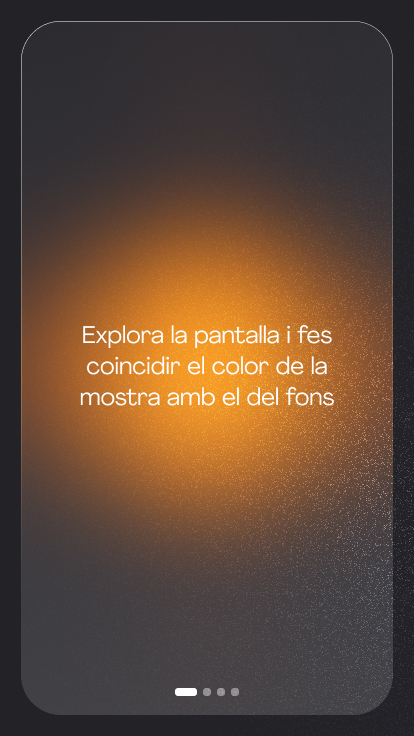 Explora la pantalla i fes
coincidir el color de la
mostra amb el del fons